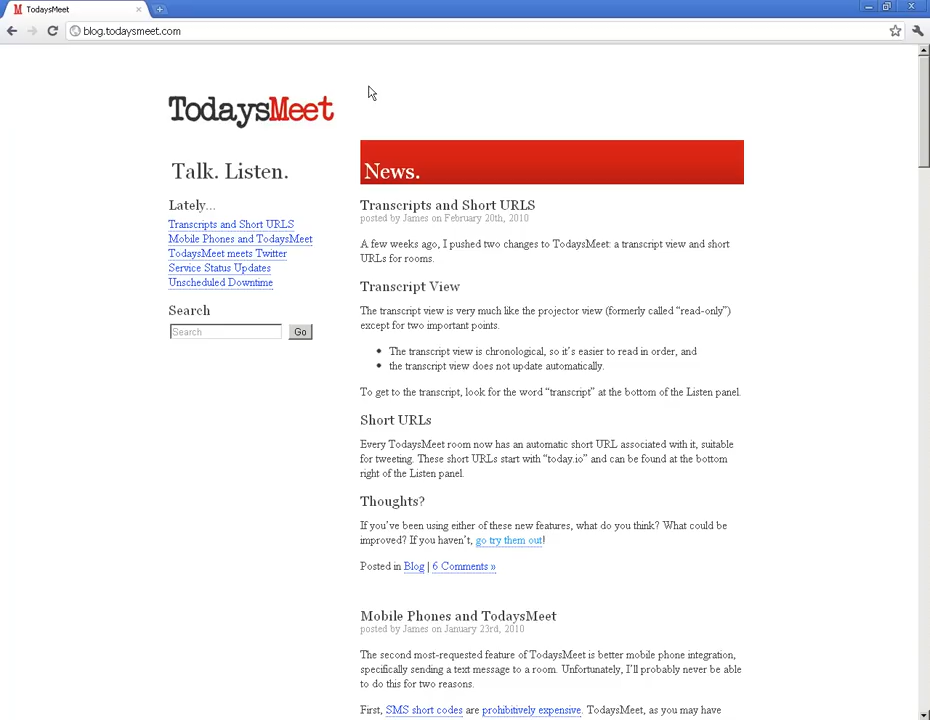 TodaysMeet
blog.todaysmeet.com
TodaysMeet
Talk. Listen.
Lately...
Transcripts and Short URLS
Mobile Phones and TodaysMeet
TodaysMeet meets Twitter
Service Status Updates
Unscheduled Downtime
Search
Search Go
News.
Transcripts and Short URLS
posted by James on February 20th, 2010
A few weeks ago, I pushed two changes to TodaysMeet: a transcript view and short
URLs for rooms.
Transcript View
The transcript view is very much like the projector view (formerly called “read-only”)
except for two important points.
• The transcript view is chronological, so it’s easier to read in order, and
• the transcript view does not update automatically.
To get to the transcript, look for the word “transcript” at the bottom of the Listen panel.
Short URLs
Every TodaysMeet room now has an automatic short URL associated with it, suitable
for tweeting. These short URLs start with “today.io” and can be found at the bottom
right of the Listen panel.
Thoughts?
If you’ve been using either of these new features, what do you think? What could be
improved? If you haven’t, go try them out!
Posted in Blog | 6 Comments »
Mobile Phones and TodaysMeet
posted by James on January 23rd, 2010
The second most-requested feature of TodaysMeet is better mobile phone integration,
specifically sending a text message to a room. Unfortunately, I’ll probably never be able
to do this for two reasons.
First, SMS short codes are prohibitively expensive. TodaysMeet, as you may have